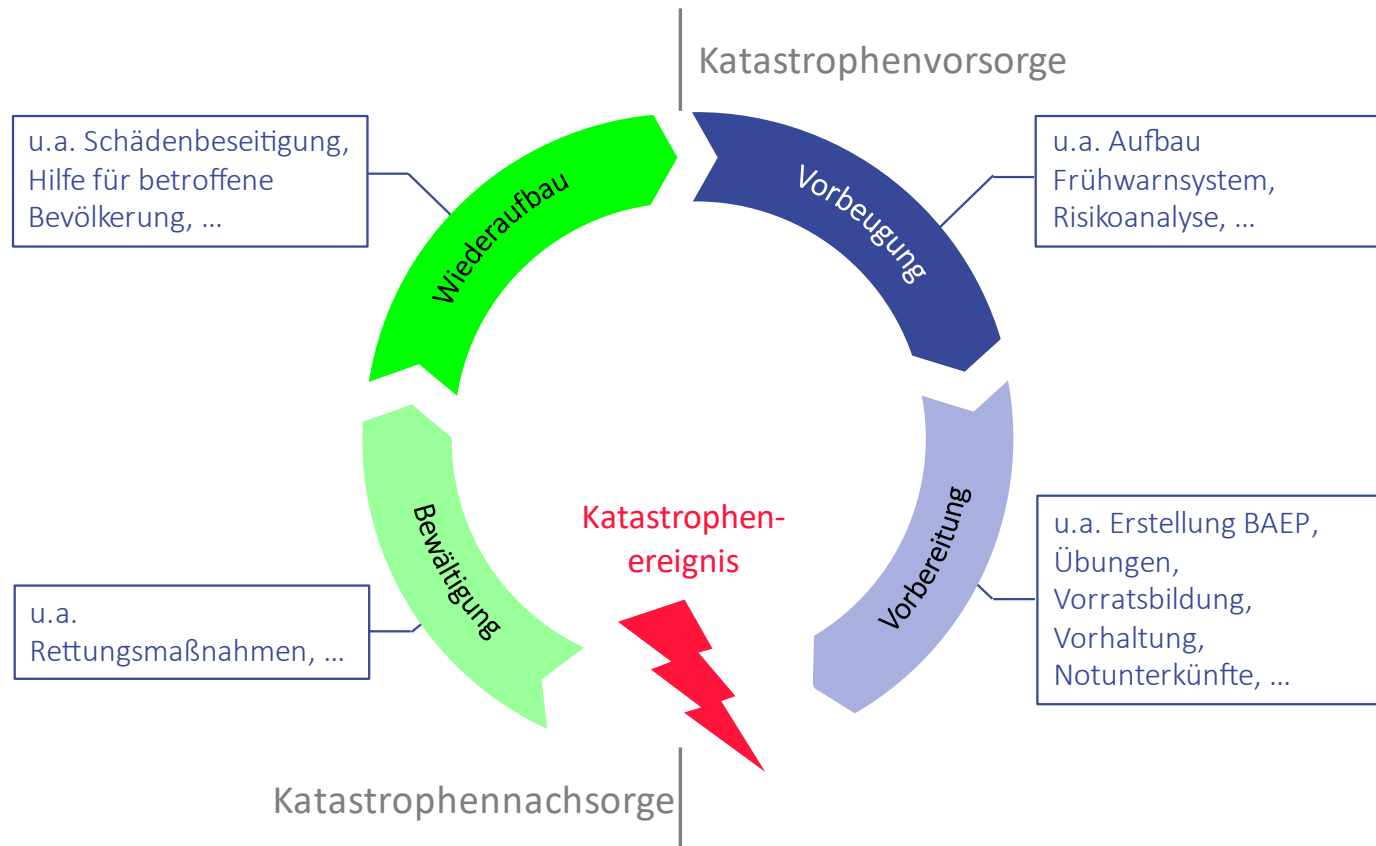 Katastrophenvorsorge
u.a. Schädenbeseitigung,
Hilfe für betroffene
Bevölkerung, ...
Wiederaufbau
Vorbeugung
u.a. Aufbau
Frühwarnsystem,
Risikoanalyse, ...
Katastrophen-
ereignis
Bewältigung
Vorbereitung
u.a. Erstellung BAEP,
Übungen,
Vorratsbildung,
Vorhaltung,
Notunterkünfte, ...
u.a.
Rettungsmaßnahmen, ...
Katastrophennachsorge